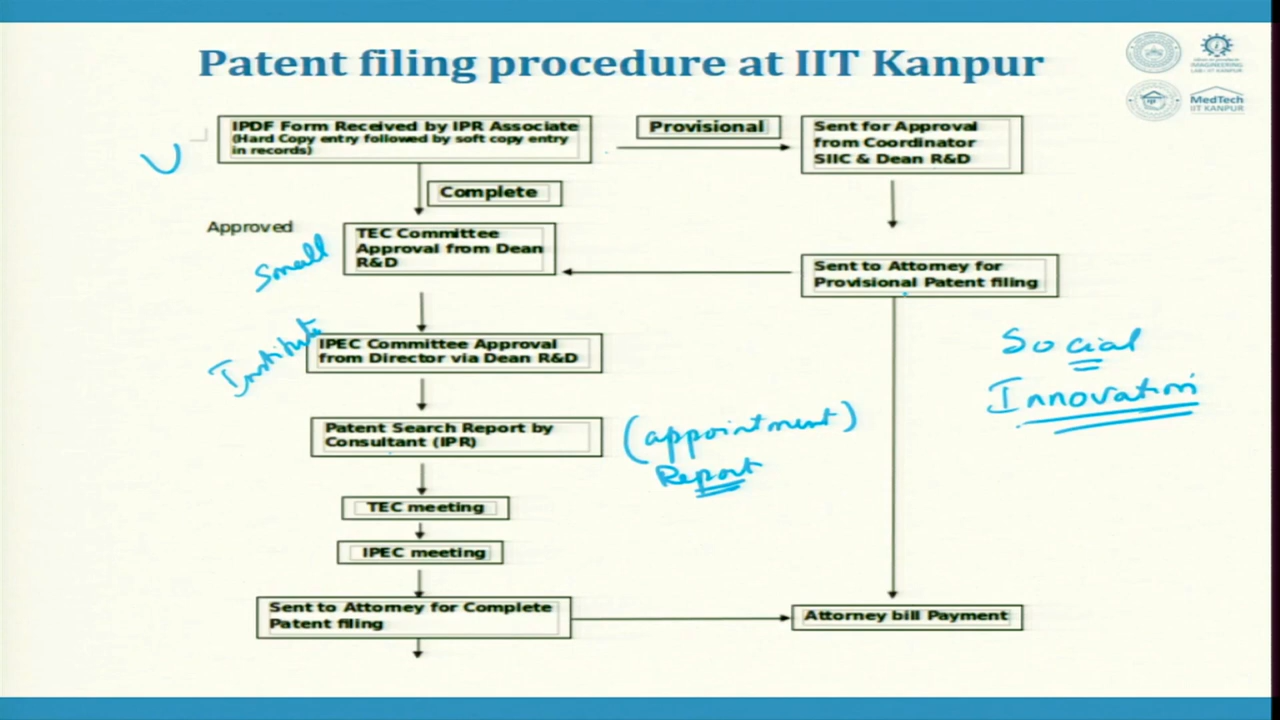 Patent filing procedure at IIT Kanpur
IMAGINEERING
LAB · IIT KANPUR
MedTech
IIT KANPUR
IPDF Form Received by IPR Associate
(Hard Copy entry followed by soft copy entry
in records)
Provisional
Sent for Approval
from Coordinator
SIIC & Dean R&D
Complete
Approved
Small
TEC Committee
Approval from Dean
R&D
Sent to Attorney for
Provisional Patent filing
Institute
IPEC Committee Approval
from Director via Dean R&D
Social
Innovation
Patent Search Report by
Consultant (IPR)
(appointment)
Report
TEC meeting
IPEC meeting
Sent to Attorney for Complete
Patent filing
Attorney bill Payment